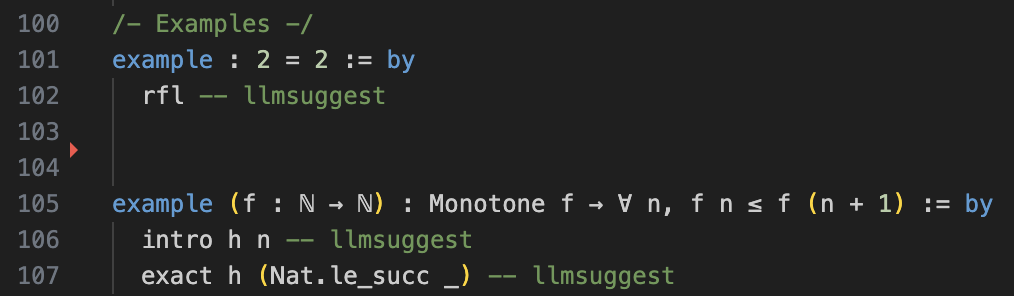 100 /- Examples -/
101 example : 2 = 2 := by
102   rfl -- llmsuggest
103
104
105 example (f : ℕ → ℕ) : Monotone f → ∀ n, f n ≤ f (n + 1) := by
106   intro h n -- llmsuggest
107   exact h (Nat.le_succ _) -- llmsuggest